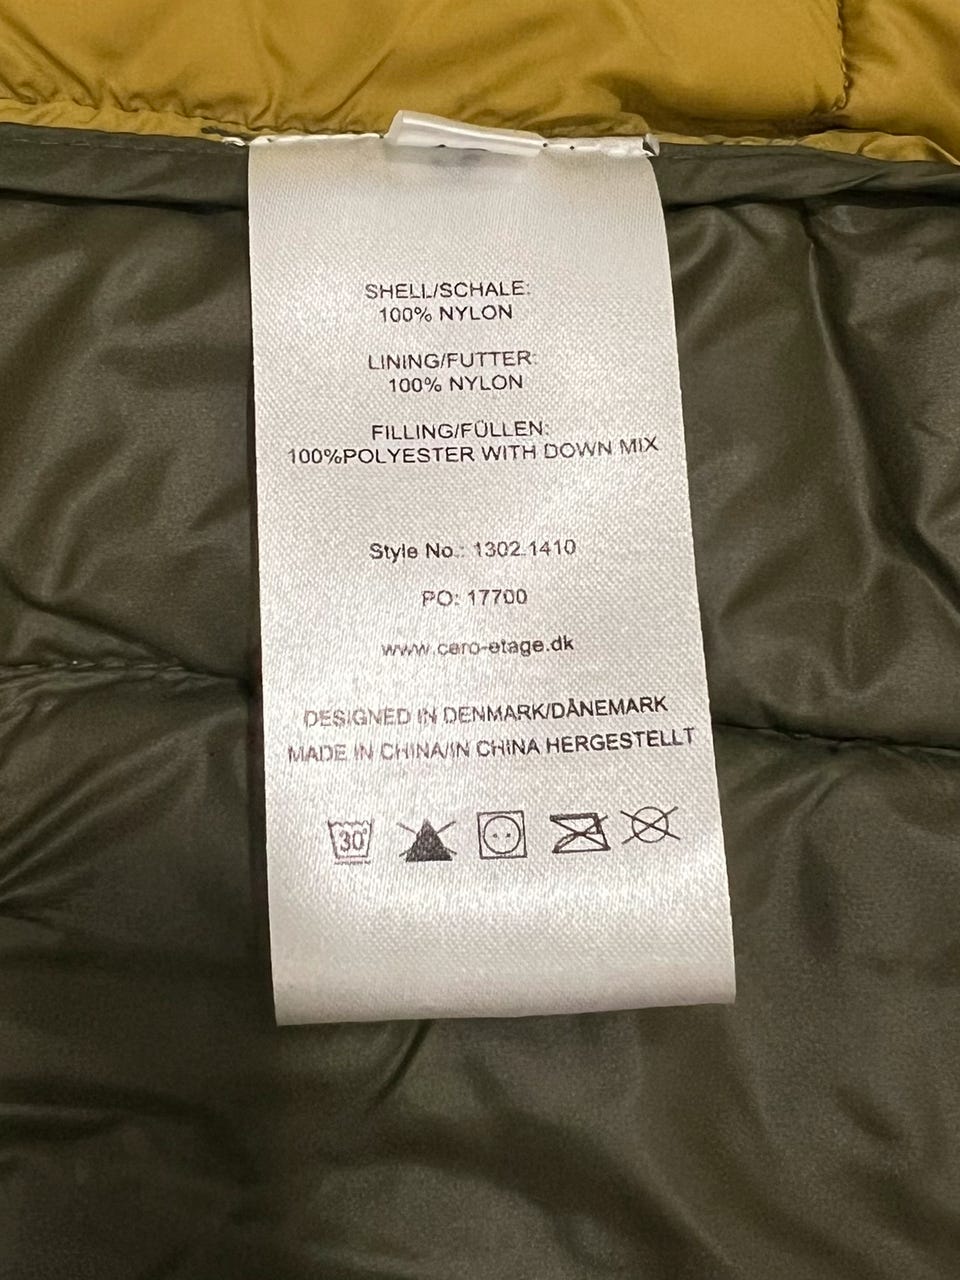 SHELL/SCHALE:
100% NYLON
LINING/FUTTER:
100% NYLON
FILLING/FÜLLEN:
100%POLYESTER WITH DOWN MIX
Style No.: 1302.1410
PO: 17700
www.cero-etage.dk
DESIGNED IN DENMARK/DÄNEMARK
MADE IN CHINA/IN CHINA HERGESTELLT
30°